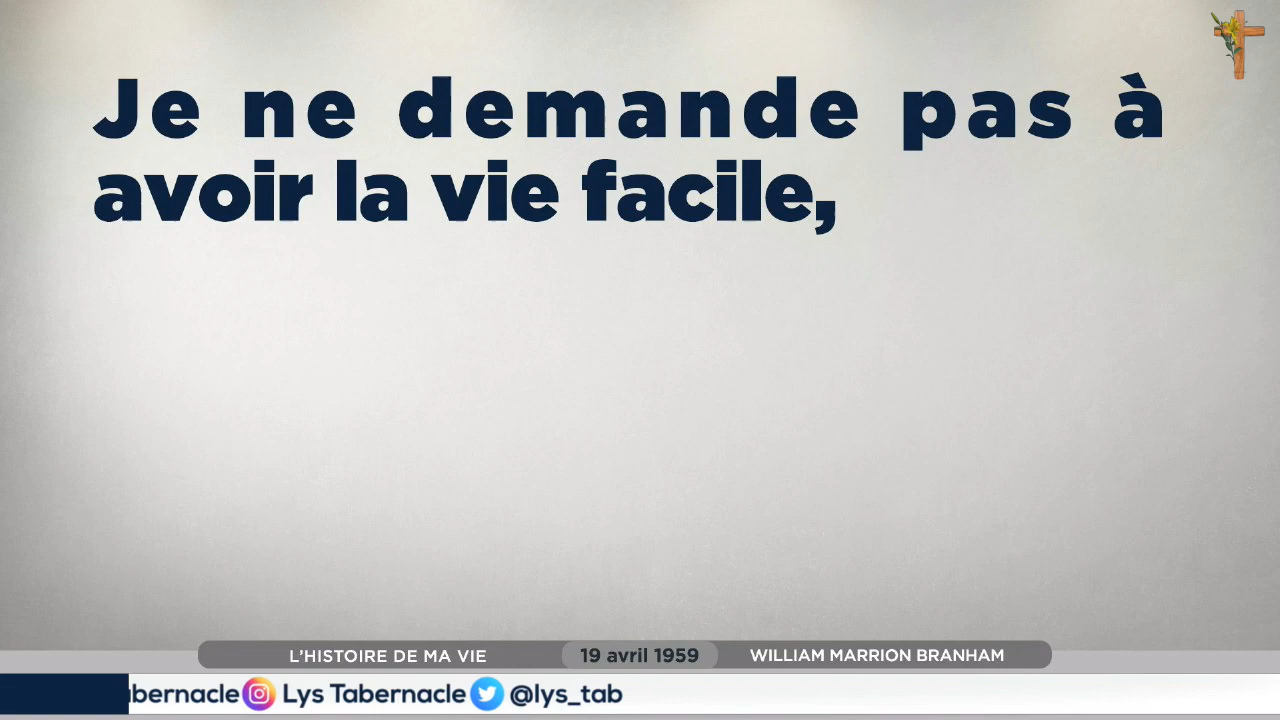 Je ne demande pas à
avoir la vie facile,
L'HISTOIRE DE MA VIE 19 avril 1959 WILLIAM MARRION BRANHAM
bernacle Lys Tabernacle @lys_tab